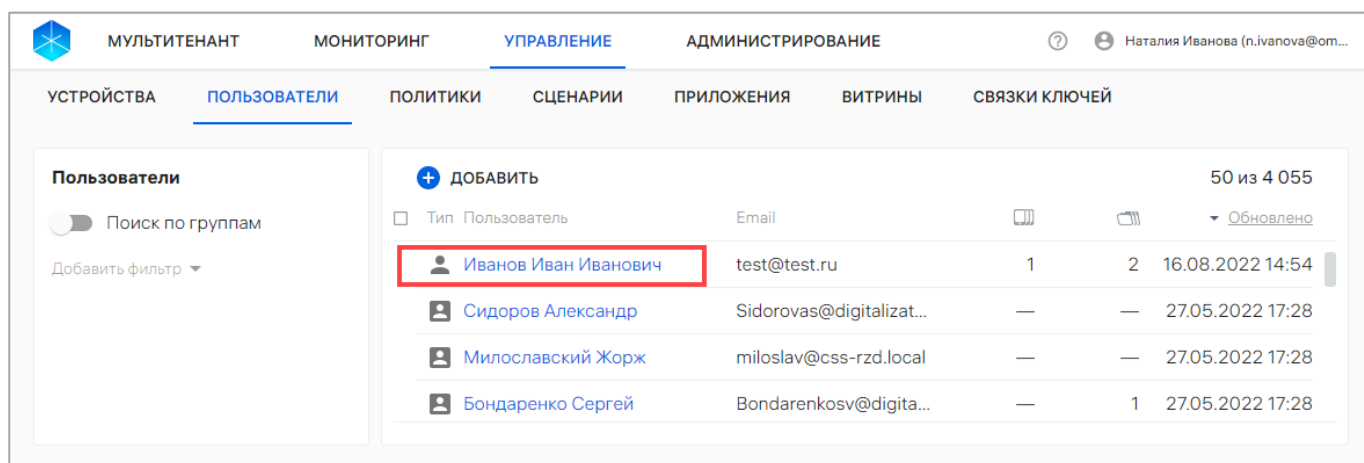 МУЛЬТИТЕНАНТ МОНИТОРИНГ УПРАВЛЕНИЕ АДМИНИСТРИРОВАНИЕ ? Наталия Иванова (n.ivanova@om...
УСТРОЙСТВА ПОЛЬЗОВАТЕЛИ ПОЛИТИКИ СЦЕНАРИИ ПРИЛОЖЕНИЯ ВИТРИНЫ СВЯЗКИ КЛЮЧЕЙ
Пользователи
Поиск по группам
Добавить фильтр
ДОБАВИТЬ 50 из 4 055
Тип Пользователь Email Обновлено
Иванов Иван Иванович test@test.ru 1 2 16.08.2022 14:54
Сидоров Александр Sidorovas@digitalizat... — — 27.05.2022 17:28
Милославский Жорж miloslav@css-rzd.local — — 27.05.2022 17:28
Бондаренко Сергей Bondarenkosv@digita... — 1 27.05.2022 17:28